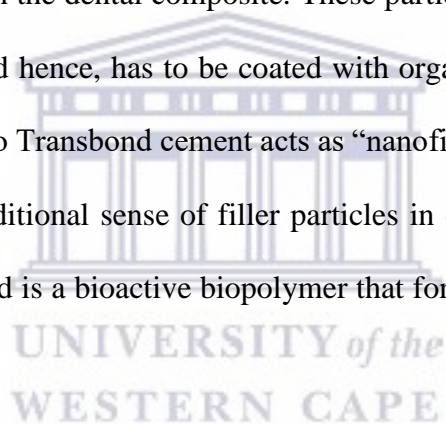 the dental composite. These parti
hence, has to be coated with orga
Transbond cement acts as “nanofi
ditional sense of filler particles in
d is a bioactive biopolymer that for
UNIVERSITY of the
WESTERN CAPE